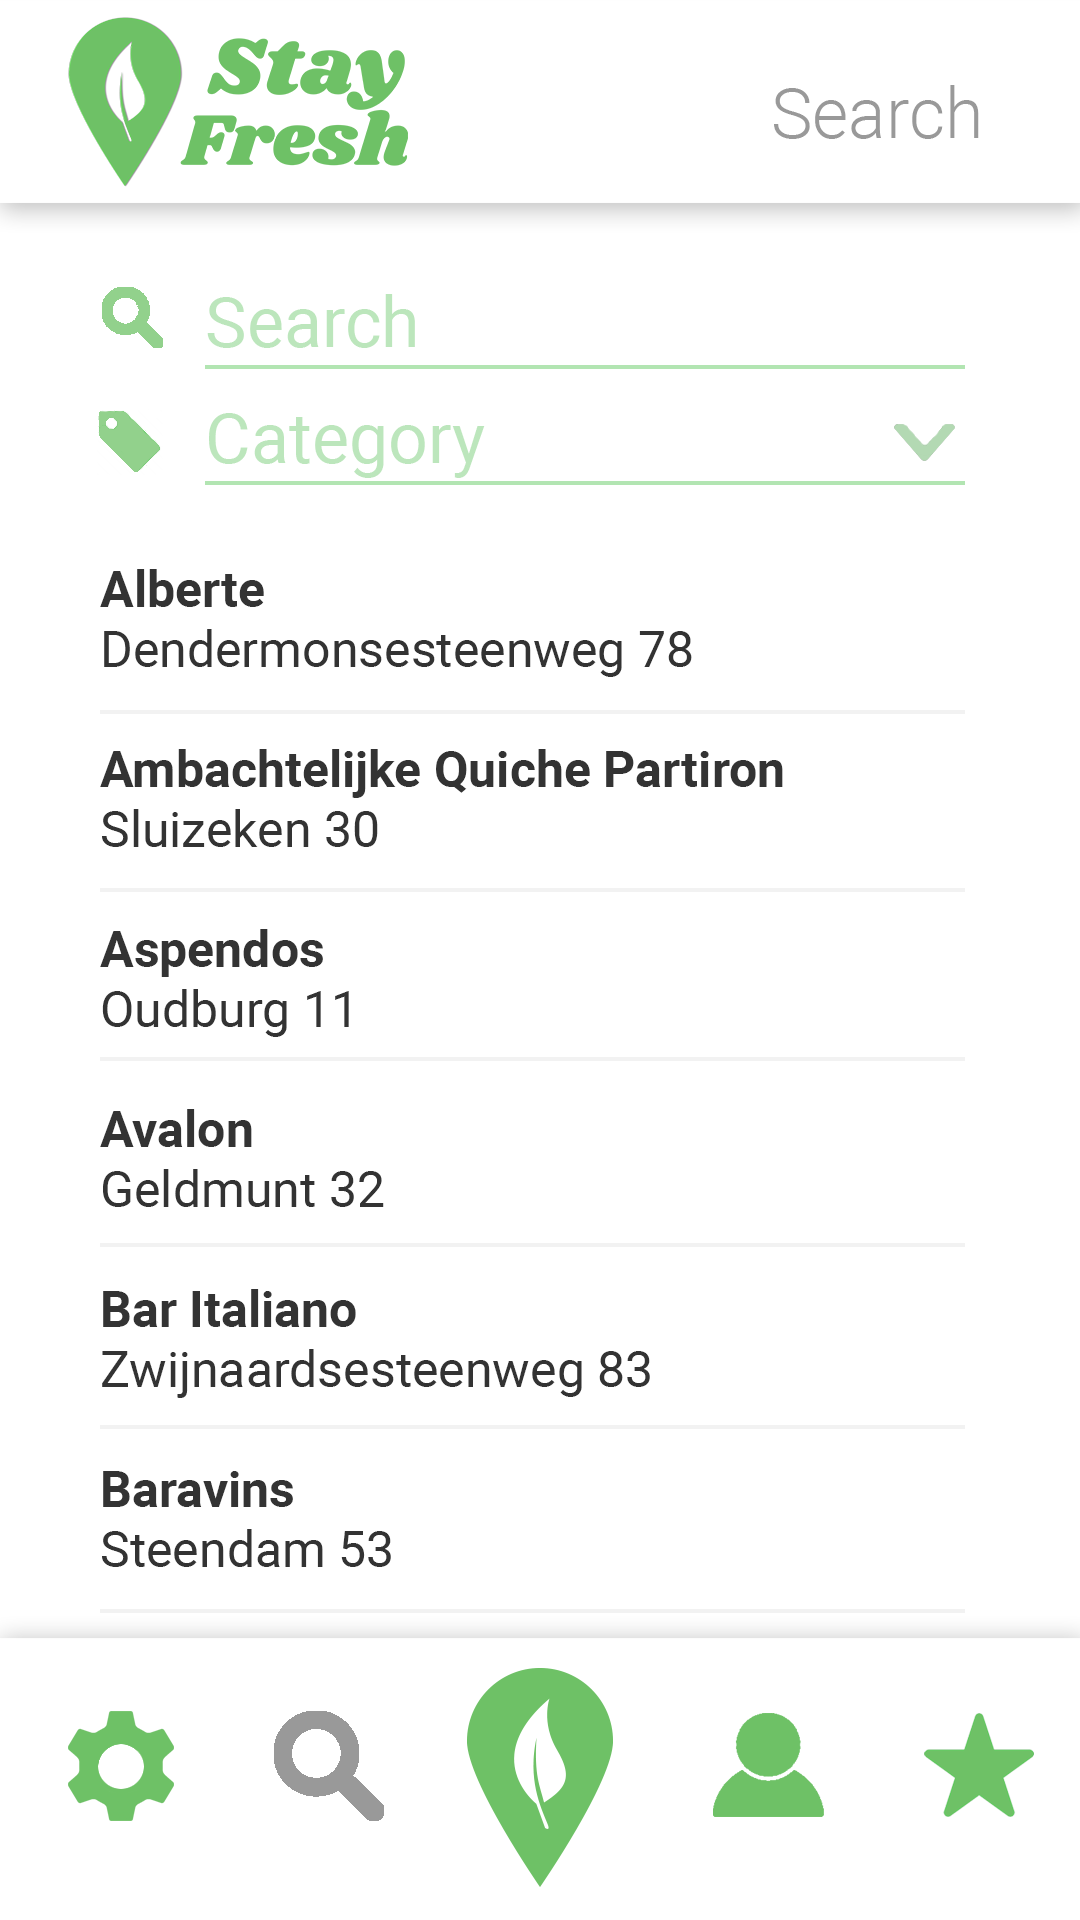 Stay
Fresh
Search
Search
Category
Alberte
Dendermonsesteenweg 78
Ambachtelijke Quiche Partiron
Sluizeken 30
Aspendos
Oudburg 11
Avalon
Geldmunt 32
Bar Italiano
Zwijnaardsesteenweg 83
Baravins
Steendam 53